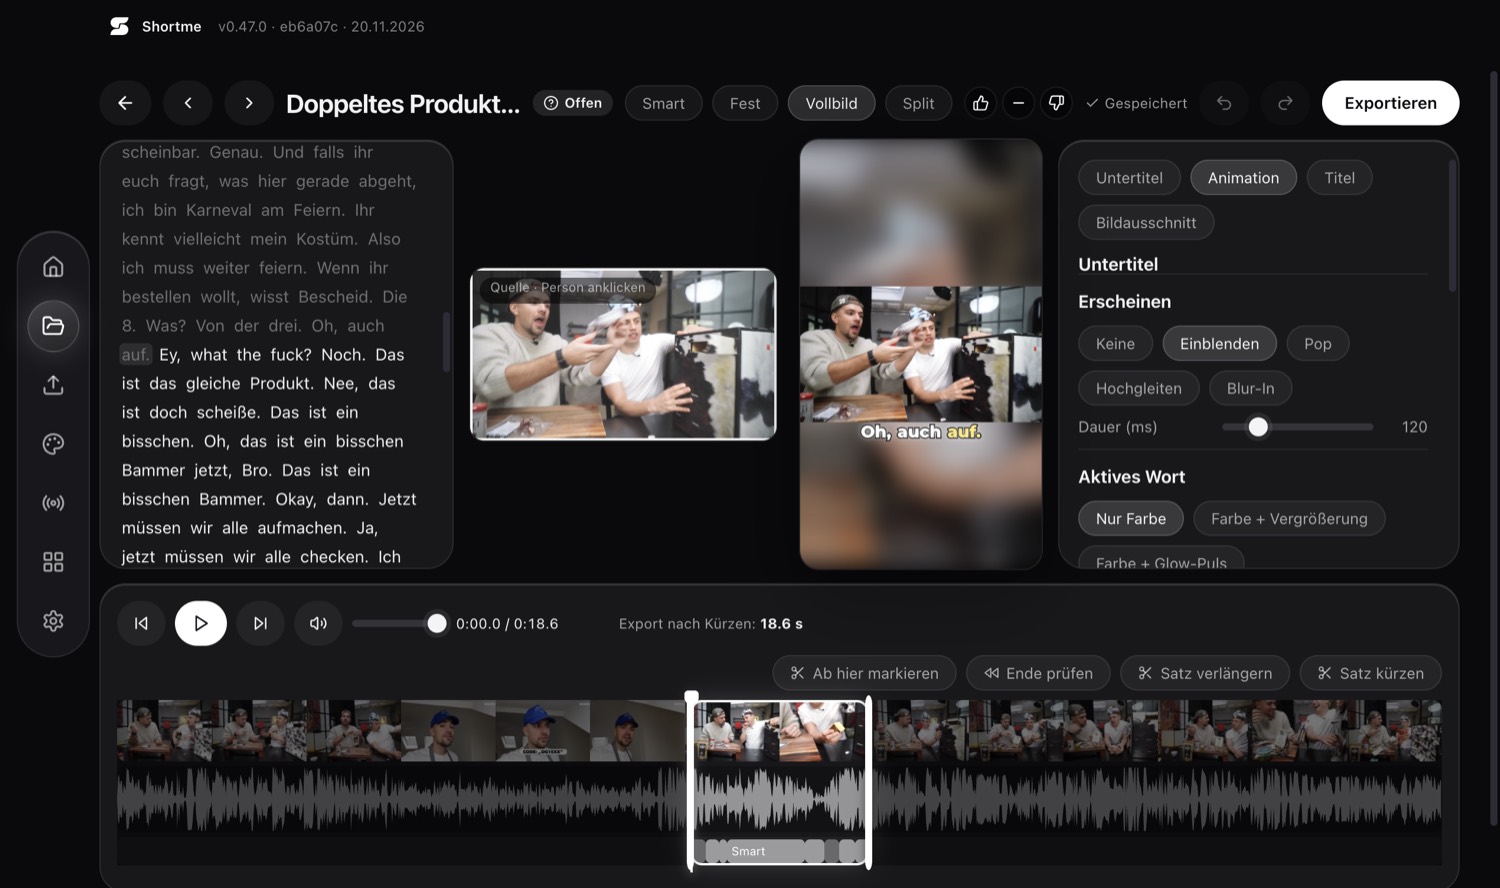 Shortme v0.47.0 · eb6a07c · 20.11.2026
Doppeltes Produkt... Offen Smart Fest Vollbild Split Gespeichert Exportieren
scheinbar. Genau. Und falls ihr
euch fragt, was hier gerade abgeht,
ich bin Karneval am Feiern. Ihr
kennt vielleicht mein Kostüm. Also
ich muss weiter feiern. Wenn ihr
bestellen wollt, wisst Bescheid. Die
8. Was? Von der drei. Oh, auch
auf. Ey, what the fuck? Noch. Das
ist das gleiche Produkt. Nee, das
ist doch scheiße. Das ist ein
bisschen. Oh, das ist ein bisschen
Bammer jetzt, Bro. Das ist ein
bisschen Bammer. Okay, dann. Jetzt
müssen wir alle aufmachen. Ja,
jetzt müssen wir alle checken. Ich
Quelle · Person anklicken
Oh, auch auf.
Untertitel Animation Titel
Bildausschnitt
Untertitel
Erscheinen
Keine Einblenden Pop
Hochgleiten Blur-In
Dauer (ms) 120
Aktives Wort
Nur Farbe Farbe + Vergrößerung
Farbe + Glow-Puls
0:00.0 / 0:18.6 Export nach Kürzen: 18.6 s
Ab hier markieren Ende prüfen Satz verlängern Satz kürzen
Smart